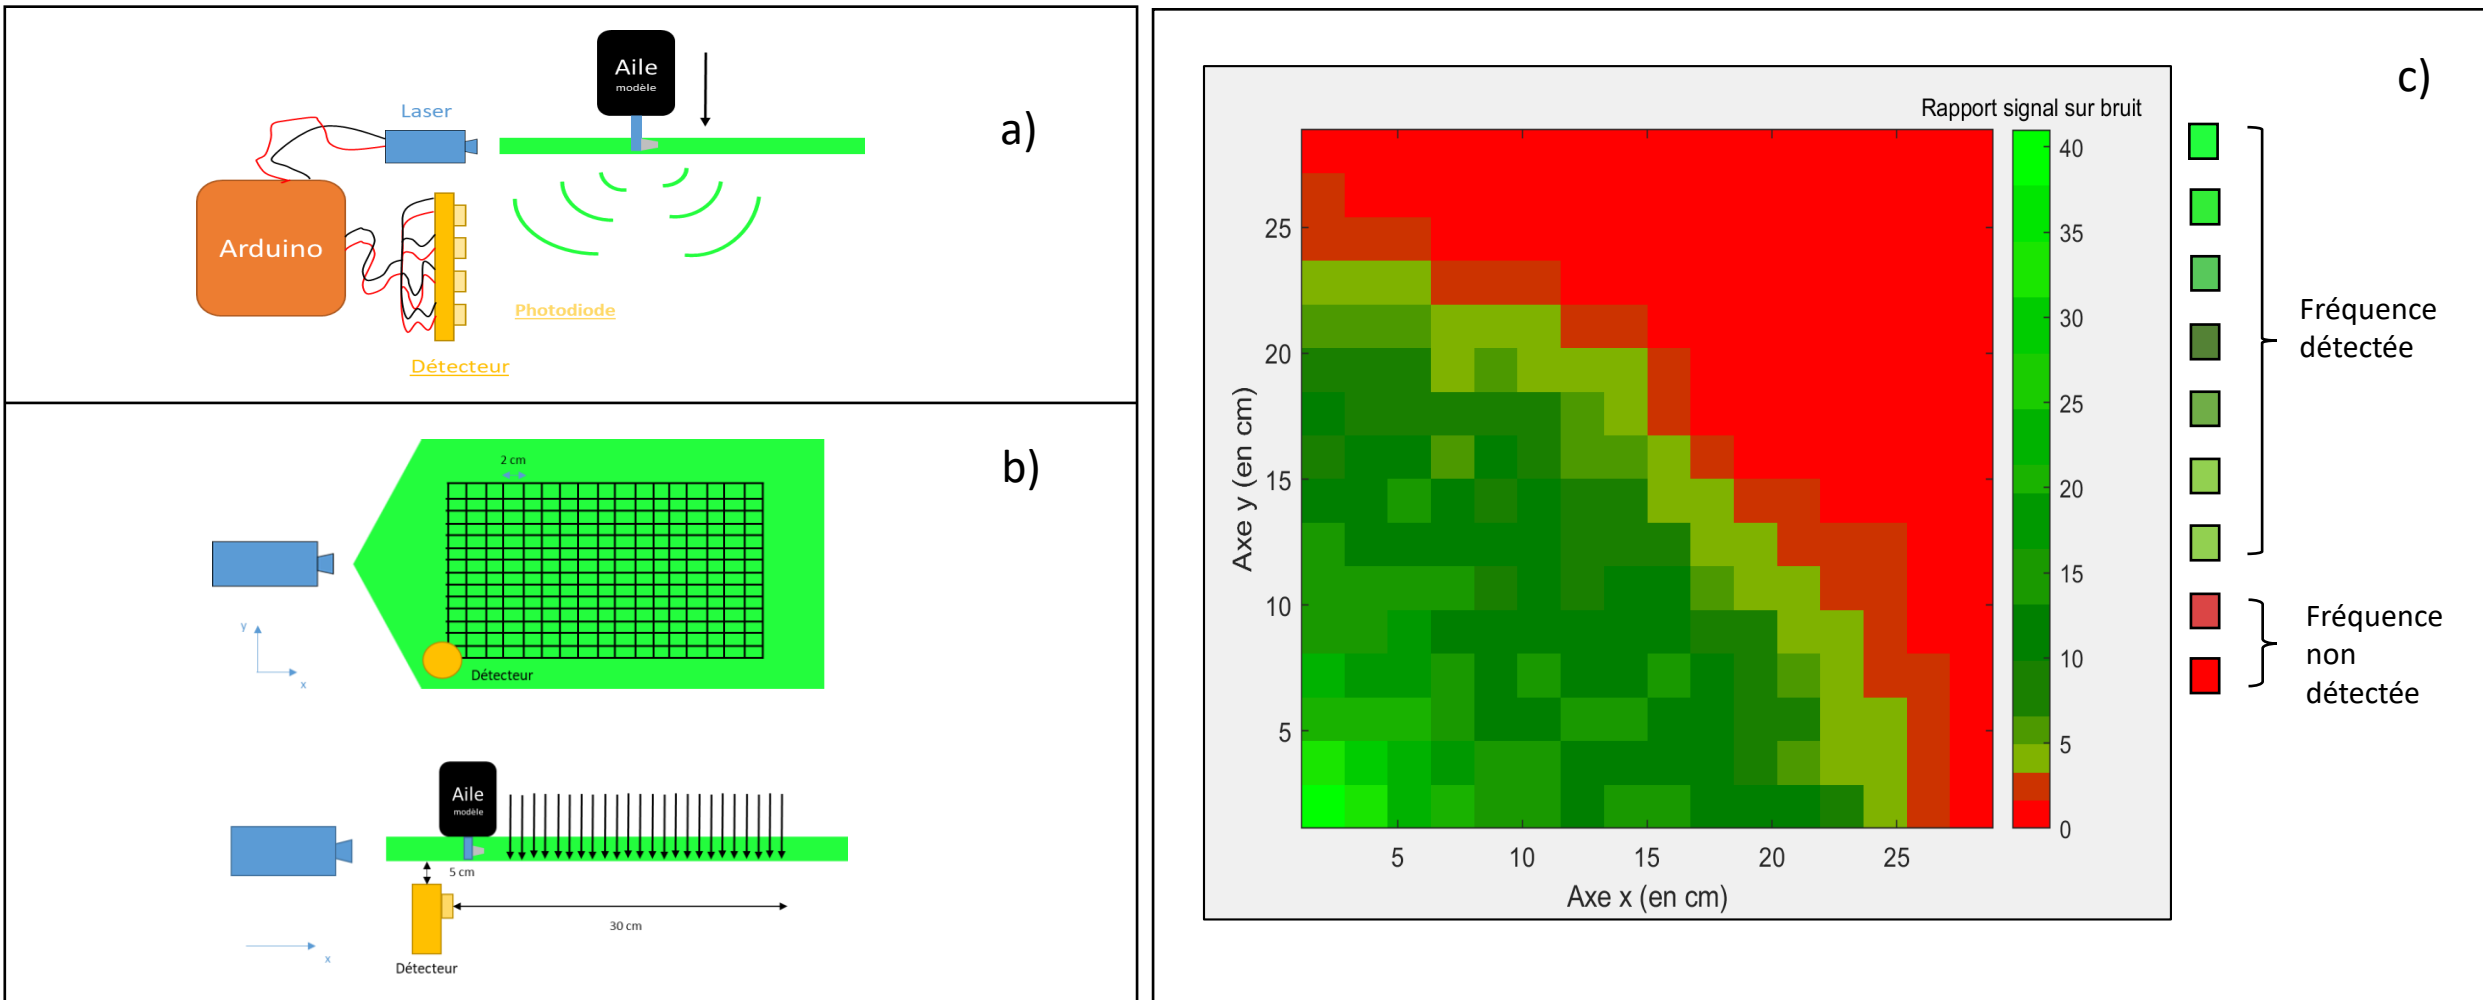 a)
Aile
modèle
Laser
Arduino
Photodiode
Détecteur
b)
2 cm
y
x
Détecteur
Aile
modèle
5 cm
30 cm
x
Détecteur
c)
Rapport signal sur bruit
40
35
30
25
20
15
10
5
0
25
20
15
10
5
Axe y (en cm)
5
10
15
20
25
Axe x (en cm)
Fréquence
détectée
Fréquence
non
détectée